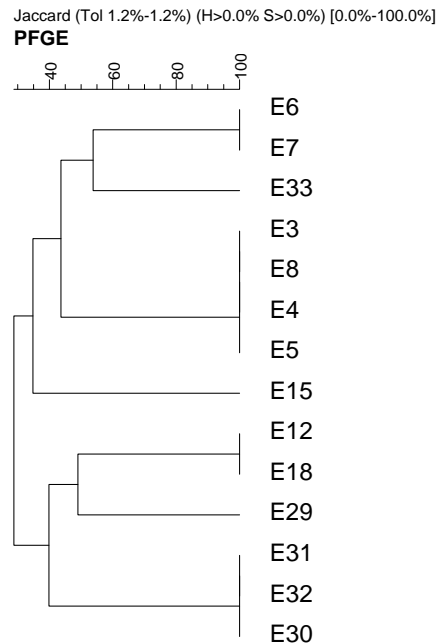 Jaccard (Tol 1.2%-1.2%) (H>0.0% S>0.0%) [0.0%-100.0%]
PFGE
40 60 80 100
E6
E7
E33
E3
E8
E4
E5
E15
E12
E18
E29
E31
E32
E30